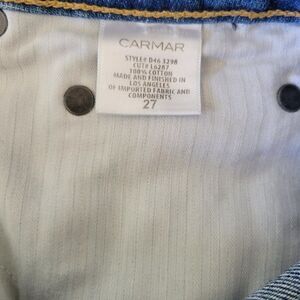 CARMAR
STYLE# D46 3298
CUT# L6287
100% COTTON
MADE AND FINISHED IN
LOS ANGELES
OF IMPORTED FABRIC AND
COMPONENTS
27